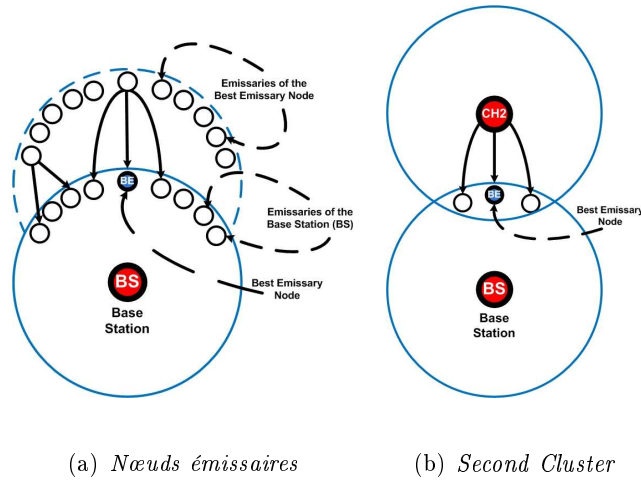 Emissaries of the
Best Emissary Node
BE
Emissaries of the
Base Station (BS)
BS
Base
Station
Best Emissary
Node
(a) Nœuds émissaires
CH2
BE
Best Emissary
Node
BS
Base
Station
(b) Second Cluster